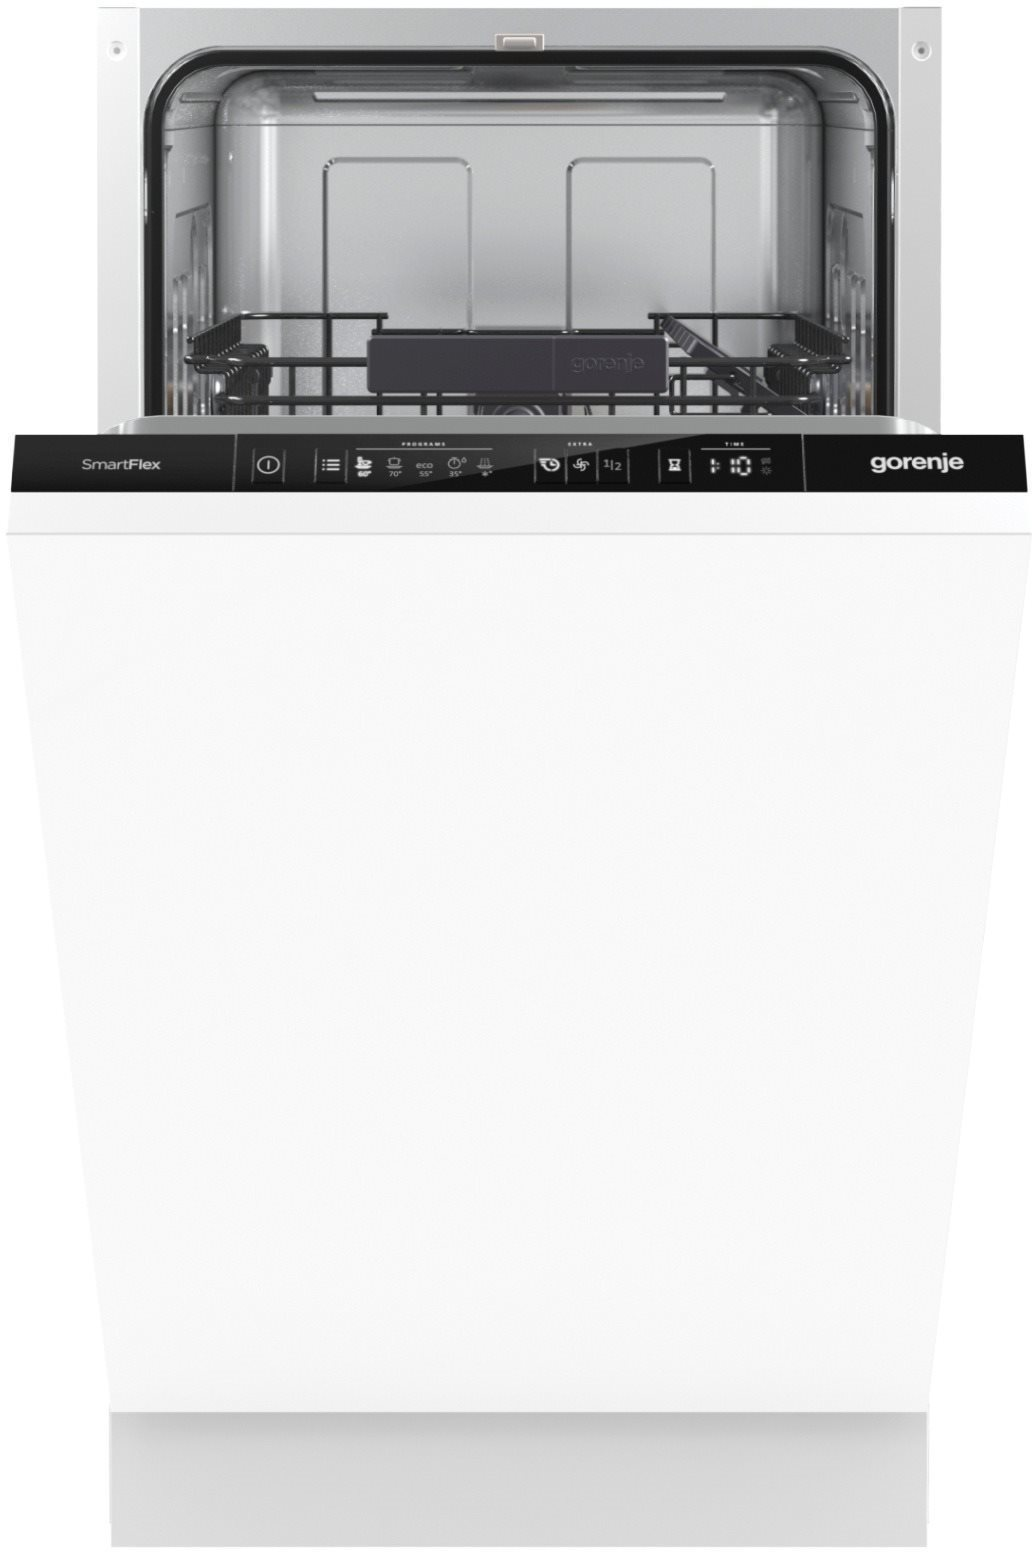 gorenje
SmartFlex
PROGRAMS
60°
70°
eco
55°
35°
EXTRA
1|2
TIME
1:10
gorenje